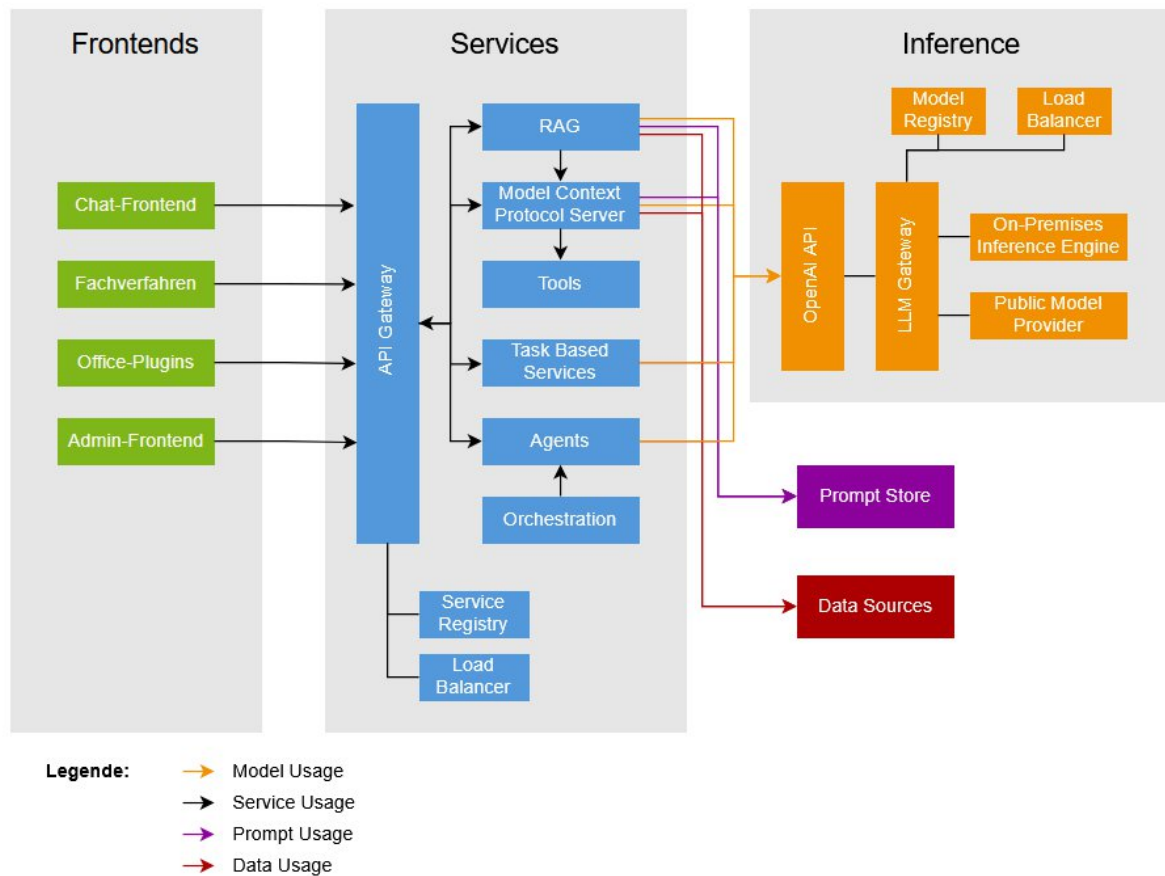 Frontends
Services
Inference
Chat-Frontend
Fachverfahren
Office-Plugins
Admin-Frontend
API Gateway
RAG
Model Context
Protocol Server
Tools
Task Based
Services
Agents
Orchestration
Service
Registry
Load
Balancer
Model
Registry
Load
Balancer
OpenAI API
LLM Gateway
On-Premises
Inference Engine
Public Model
Provider
Prompt Store
Data Sources
Legende:
Model Usage
Service Usage
Prompt Usage
Data Usage